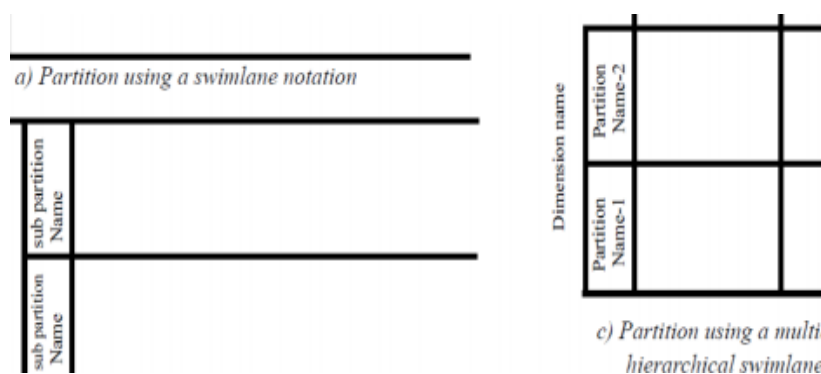 a) Partition using a swimlane notation
sub partition
Name
sub partition
Name
Dimension name
Partition
Name-2
Partition
Name-1
c) Partition using a multi
hierarchical swimlane